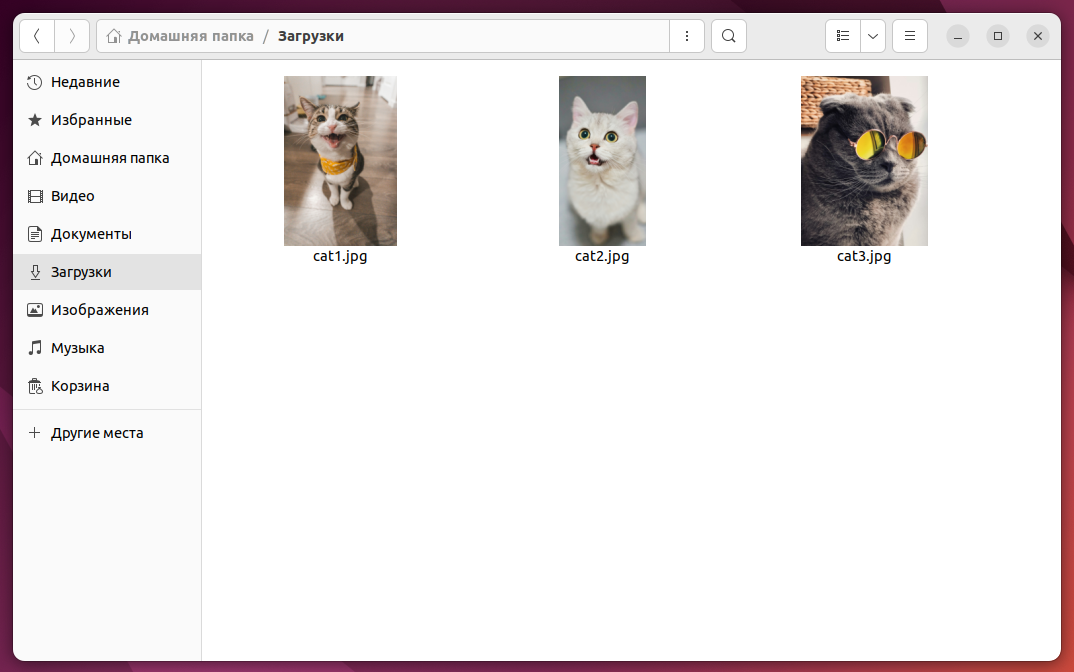 Домашняя папка / Загрузки
Недавние
Избранные
Домашняя папка
Видео
Документы
Загрузки
Изображения
Музыка
Корзина
Другие места
cat1.jpg
cat2.jpg
cat3.jpg